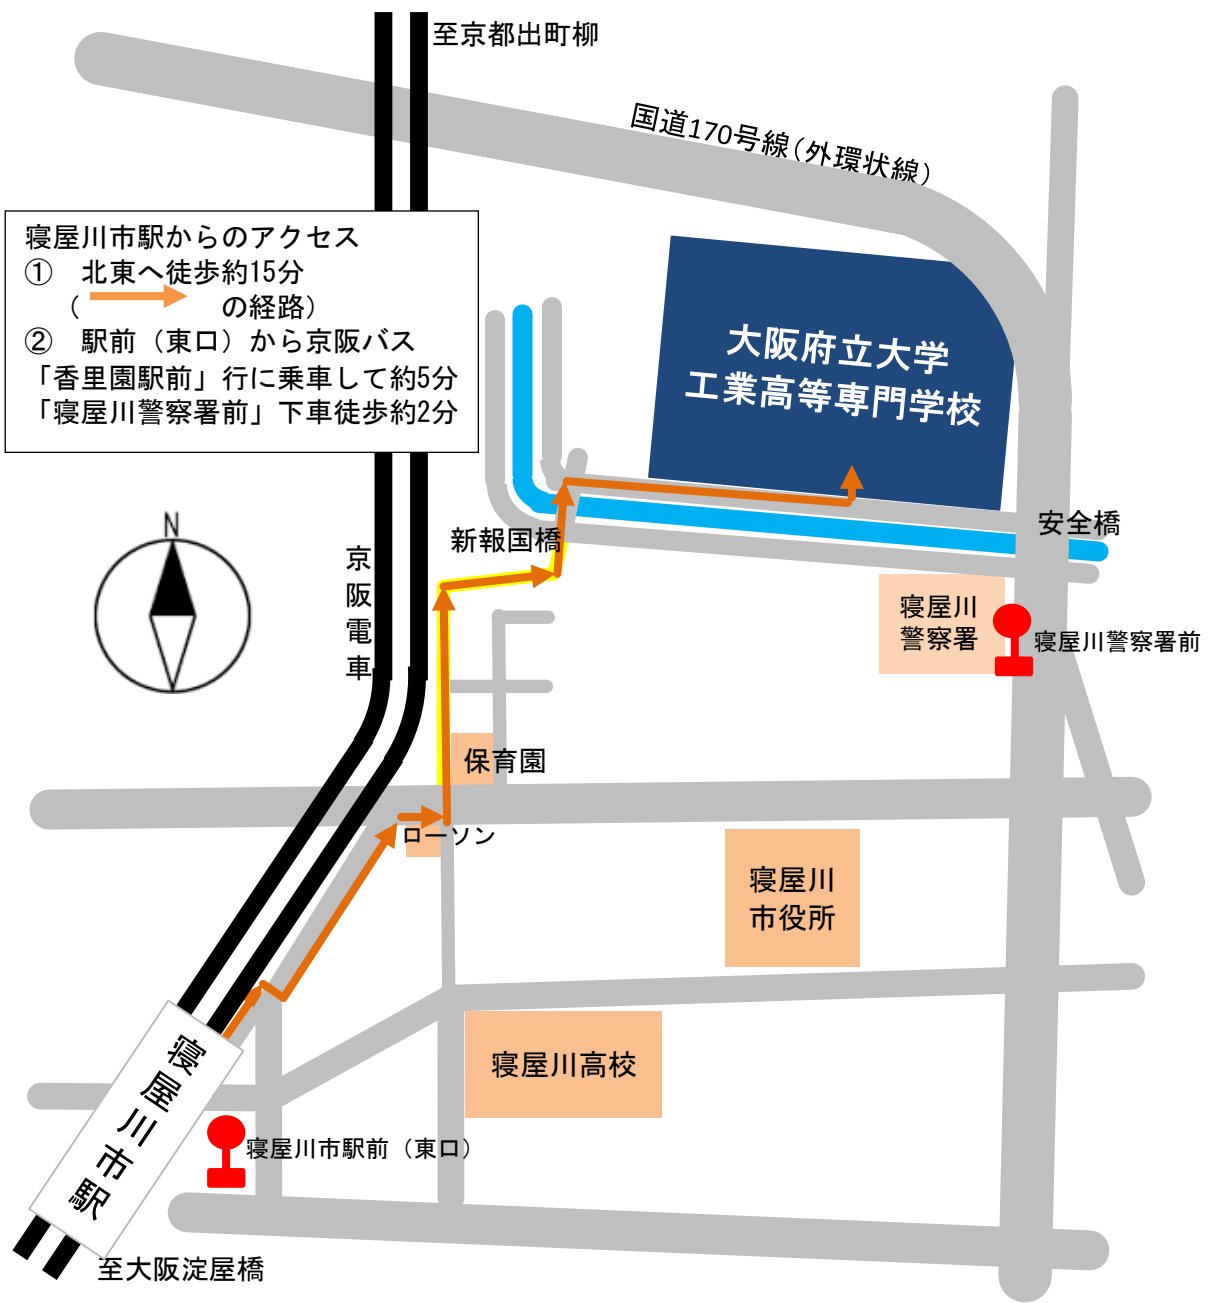 至京都出町柳
国道170号線(外環状線)
寝屋川市駅からのアクセス
① 北東へ徒歩約15分
( の経路)
② 駅前（東口）から京阪バス
「香里園駅前」行に乗車して約5分
「寝屋川警察署前」下車徒歩約2分
大阪府立大学
工業高等専門学校
N
新報国橋
安全橋
京阪電車
寝屋川
警察署
寝屋川警察署前
保育園
ローソン
寝屋川
市役所
寝屋川高校
寝屋川市駅
寝屋川市駅前（東口）
至大阪淀屋橋